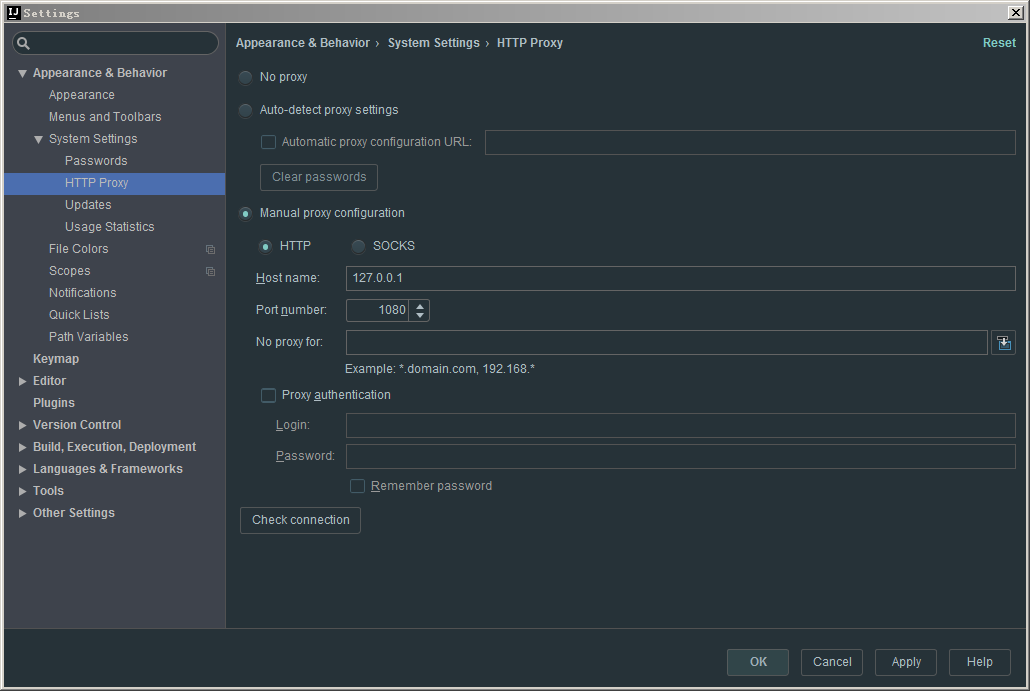 IJ Settings
Appearance & Behavior
Appearance
Menus and Toolbars
System Settings
Passwords
HTTP Proxy
Updates
Usage Statistics
File Colors
Scopes
Notifications
Quick Lists
Path Variables
Keymap
Editor
Plugins
Version Control
Build, Execution, Deployment
Languages & Frameworks
Tools
Other Settings
Appearance & Behavior › System Settings › HTTP Proxy Reset
No proxy
Auto-detect proxy settings
Automatic proxy configuration URL:
Clear passwords
Manual proxy configuration
HTTP SOCKS
Host name: 127.0.0.1
Port number: 1080
No proxy for:
Example: *.domain.com, 192.168.*
Proxy authentication
Login:
Password:
Remember password
Check connection
OK Cancel Apply Help